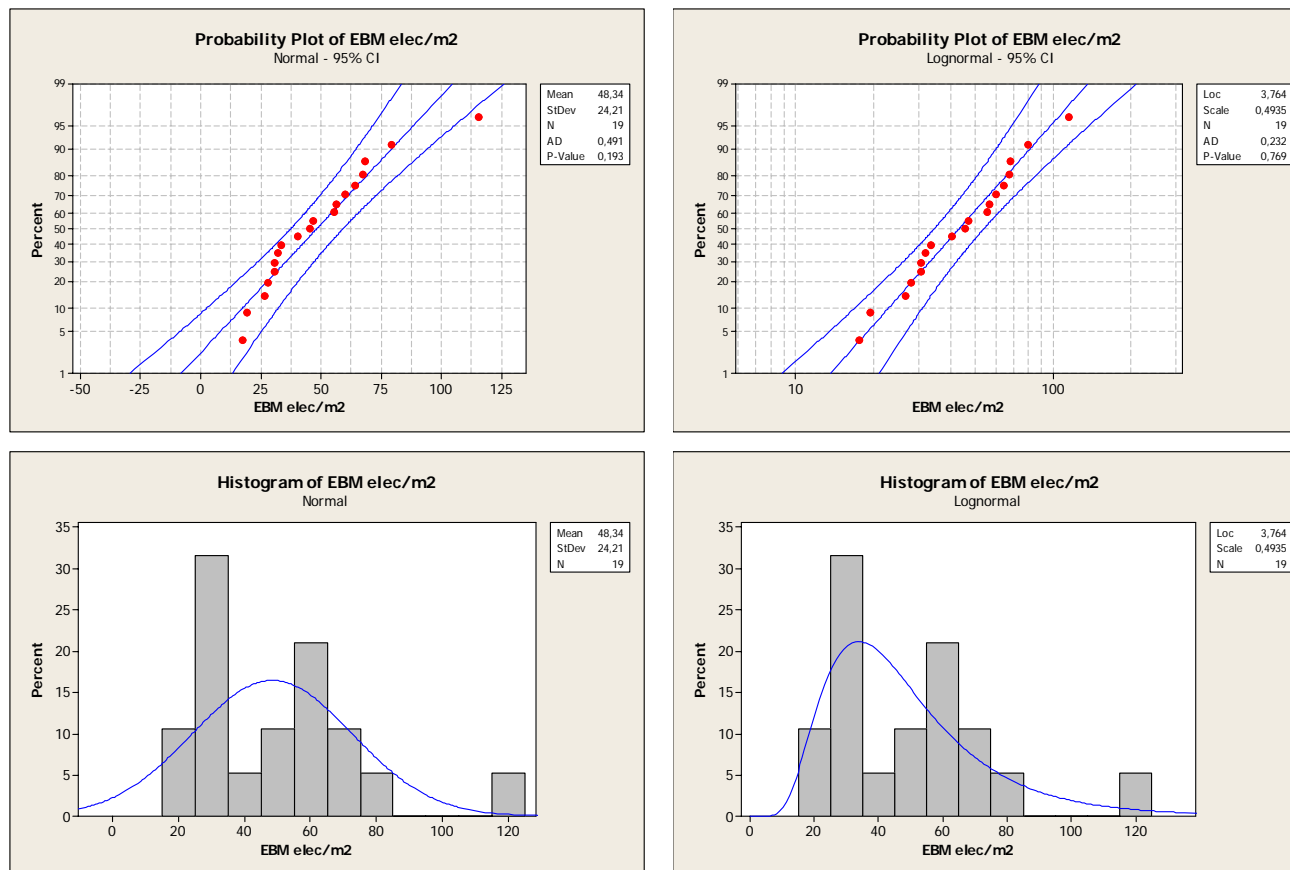 Probability Plot of EBM elec/m2
Normal - 95% CI
Mean 48,34
StDev 24,21
N 19
AD 0,491
P-Value 0,193
99
95
90
80
70
60
50
40
30
20
10
5
1
Percent
-50 -25 0 25 50 75 100 125
EBM elec/m2
Probability Plot of EBM elec/m2
Lognormal - 95% CI
Loc 3,764
Scale 0,4935
N 19
AD 0,232
P-Value 0,769
99
95
90
80
70
60
50
40
30
20
10
5
1
Percent
10 100
EBM elec/m2
Histogram of EBM elec/m2
Normal
Mean 48,34
StDev 24,21
N 19
35
30
25
20
15
10
5
0
Percent
0 20 40 60 80 100 120
EBM elec/m2
Histogram of EBM elec/m2
Lognormal
Loc 3,764
Scale 0,4935
N 19
35
30
25
20
15
10
5
0
Percent
0 20 40 60 80 100 120
EBM elec/m2